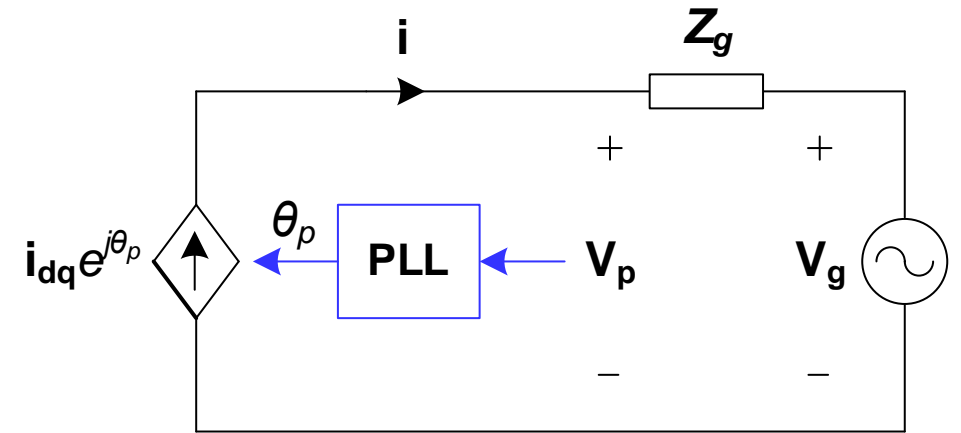 i
Z_g
+
+
i_dq e^{jθ_p}
θ_p
PLL
V_p
V_g
−
−